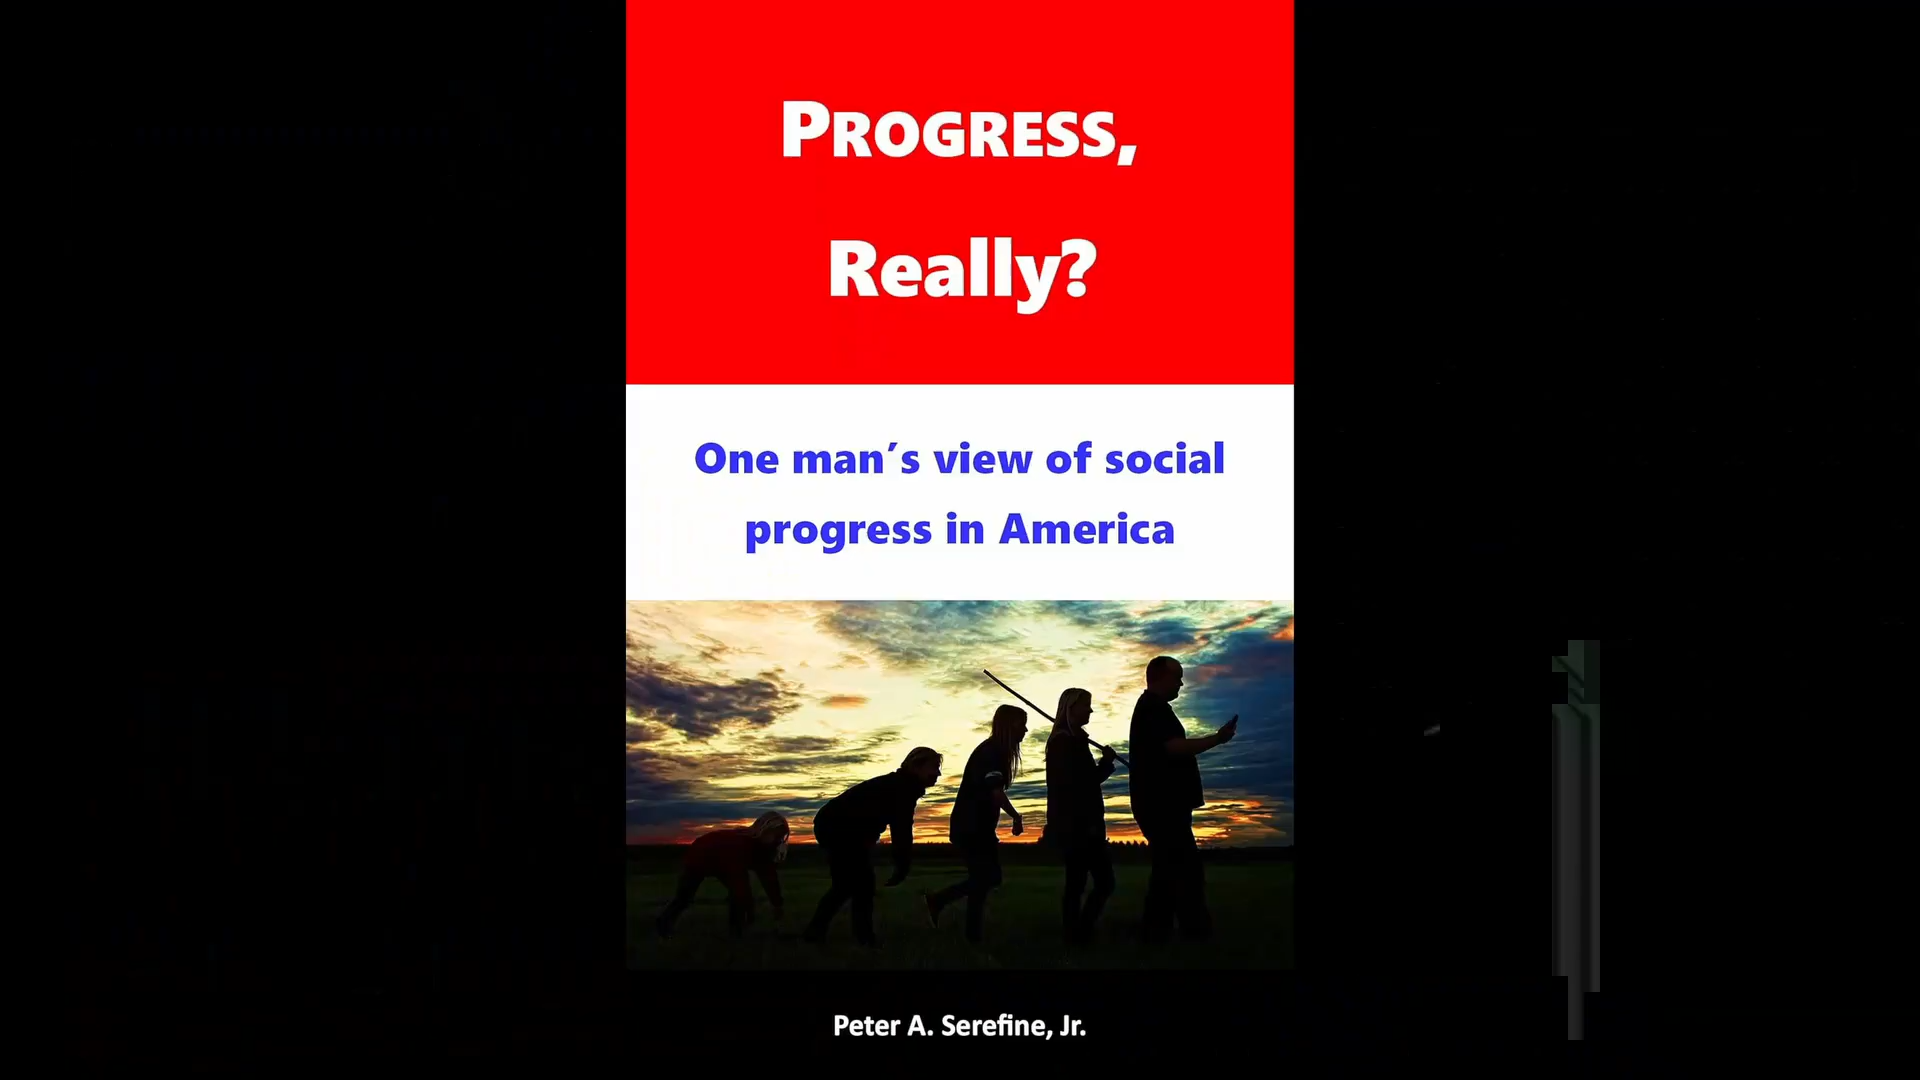 PROGRESS,
Really?
One man's view of social
progress in America
Peter A. Serefine, Jr.